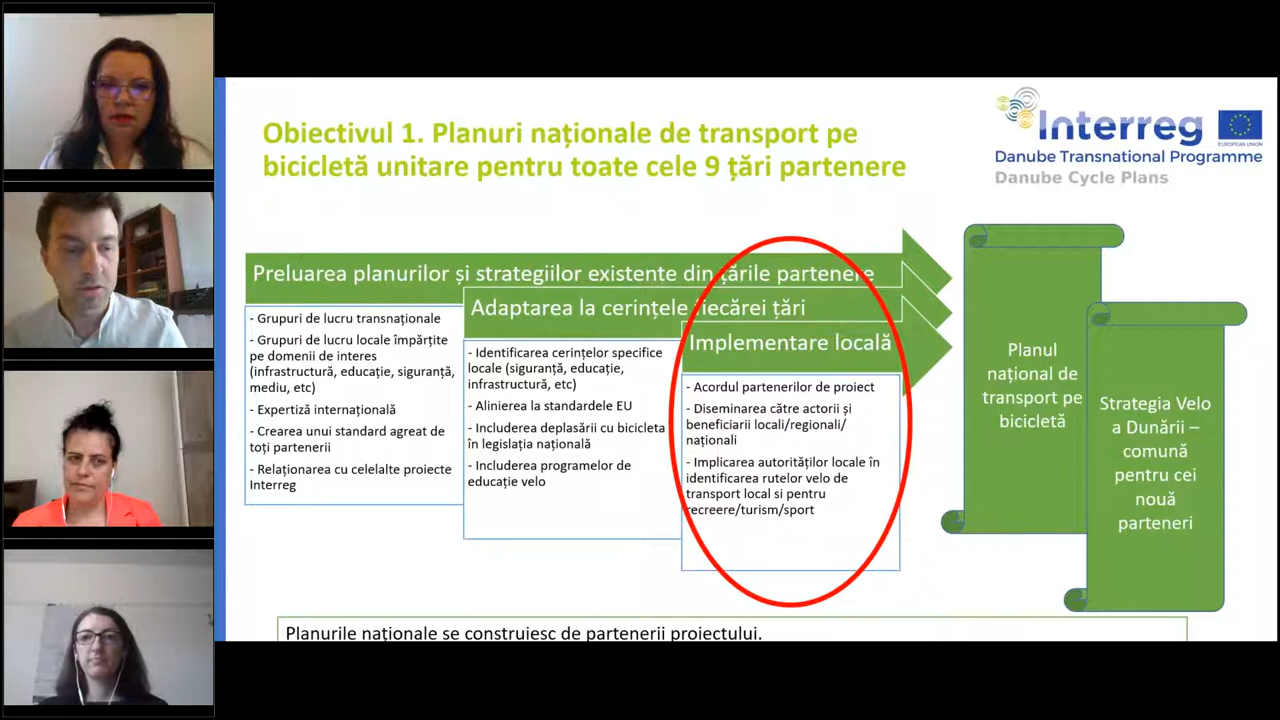 Obiectivul 1. Planuri naționale de transport pe
bicicletă unitare pentru toate cele 9 țări partenere
Interreg
EUROPEAN UNION
Danube Transnational Programme
Danube Cycle Plans
Preluarea planurilor și strategiilor existente din țările partenere
- Grupuri de lucru transnaționale
- Grupuri de lucru locale împărțite
pe domenii de interes
(infrastructură, educație, siguranță,
mediu, etc)
- Expertiză internațională
- Crearea unui standard agreat de
toți partenerii
- Relaționarea cu celelalte proiecte
Interreg
Adaptarea la cerințele fiecărei țări
- Identificarea cerințelor specifice
locale (siguranță, educație,
infrastructură, etc)
- Alinierea la standardele EU
- Includerea deplasării cu bicicleta
în legislația națională
- Includerea programelor de
educație velo
Implementare locală
- Acordul partenerilor de proiect
- Diseminarea către actorii și
beneficiarii locali/regionali/
naționali
- Implicarea autorităților locale în
identificarea rutelor velo de
transport local si pentru
recreere/turism/sport
Planul
național de
transport pe
bicicletă
Strategia Velo
a Dunării –
comună
pentru cei
nouă
parteneri
Planurile naționale se construiesc de partenerii proiectului.